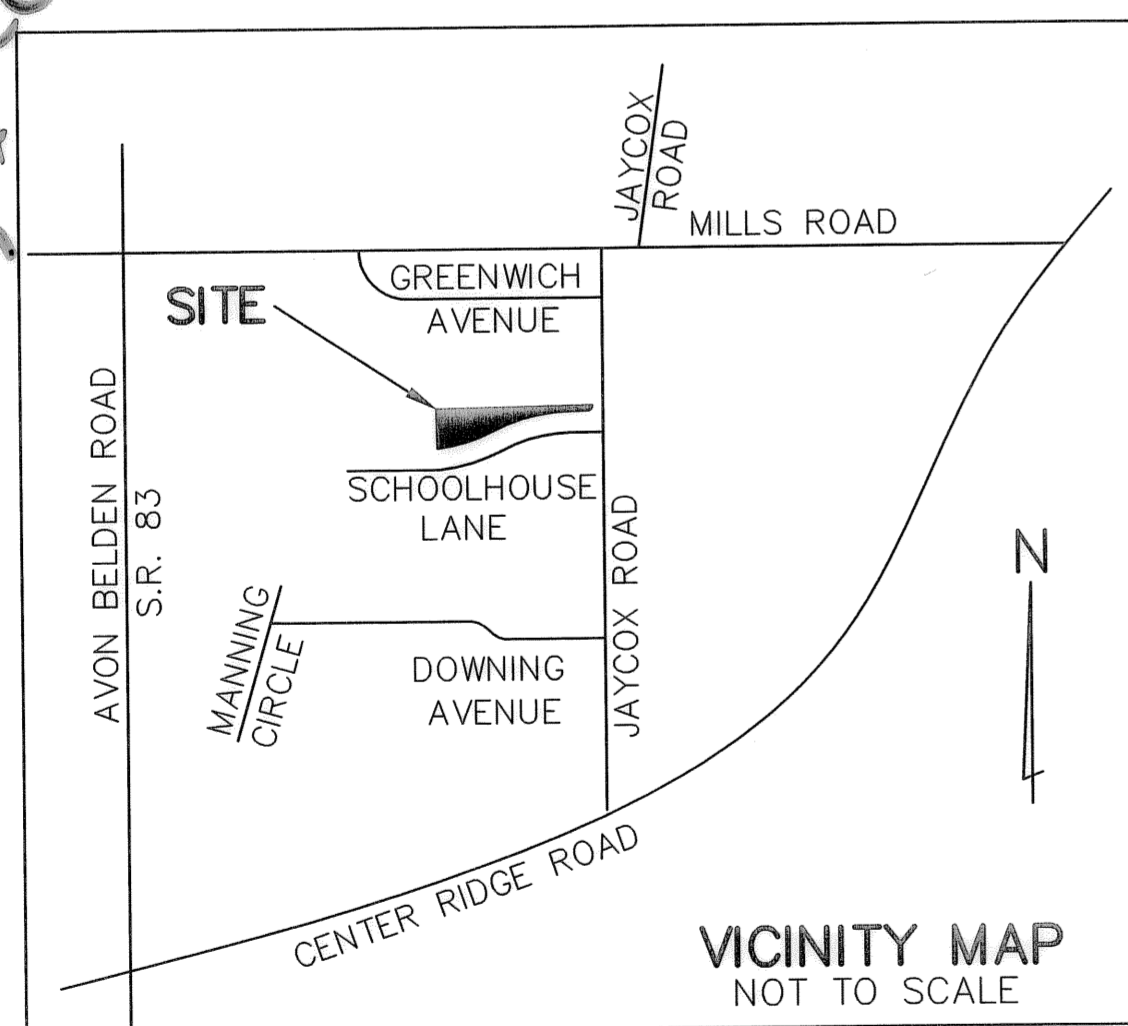 JAYCOX
ROAD
MILLS ROAD
GREENWICH
AVENUE
SITE
AVON BELDEN ROAD
S.R. 83
SCHOOLHOUSE
LANE
JAYCOX ROAD
N
MANNING
CIRCLE
DOWNING
AVENUE
CENTER RIDGE ROAD
VICINITY MAP
NOT TO SCALE